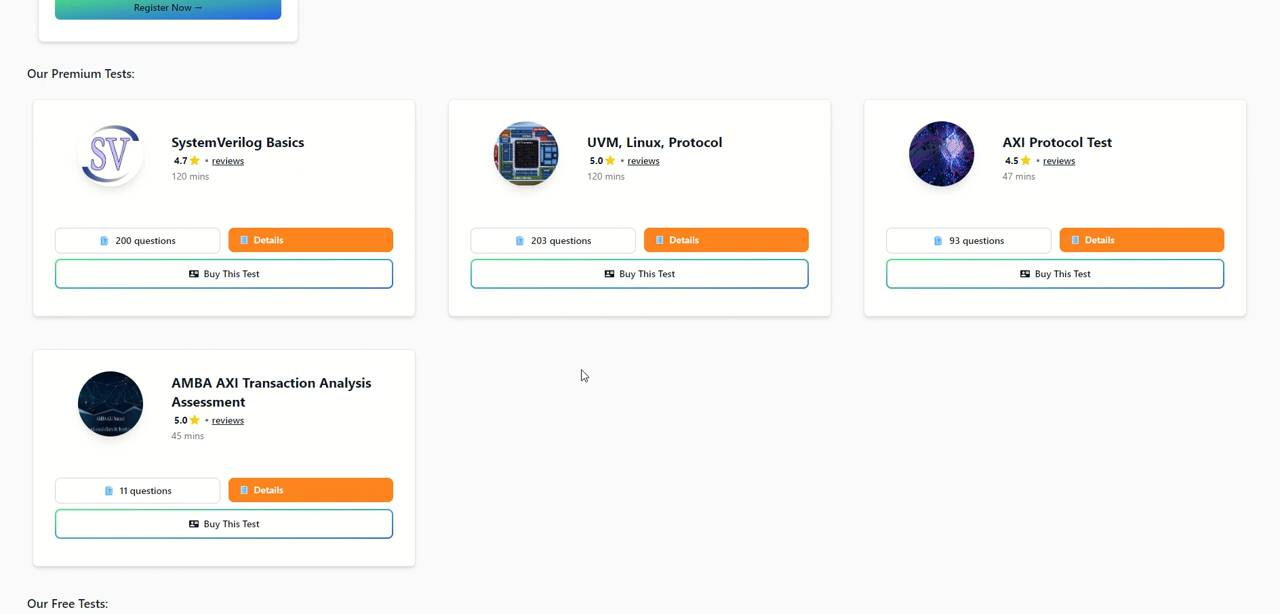 Register Now →
Our Premium Tests:
SV
SystemVerilog Basics
4.7 ⭐ • reviews
120 mins
200 questions
Details
Buy This Test
UVM, Linux, Protocol
5.0 ⭐ • reviews
120 mins
203 questions
Details
Buy This Test
AXI Protocol Test
4.5 ⭐ • reviews
47 mins
93 questions
Details
Buy This Test
AMBA AXI Transaction Analysis
Assessment
5.0 ⭐ • reviews
45 mins
11 questions
Details
Buy This Test
Our Free Tests: